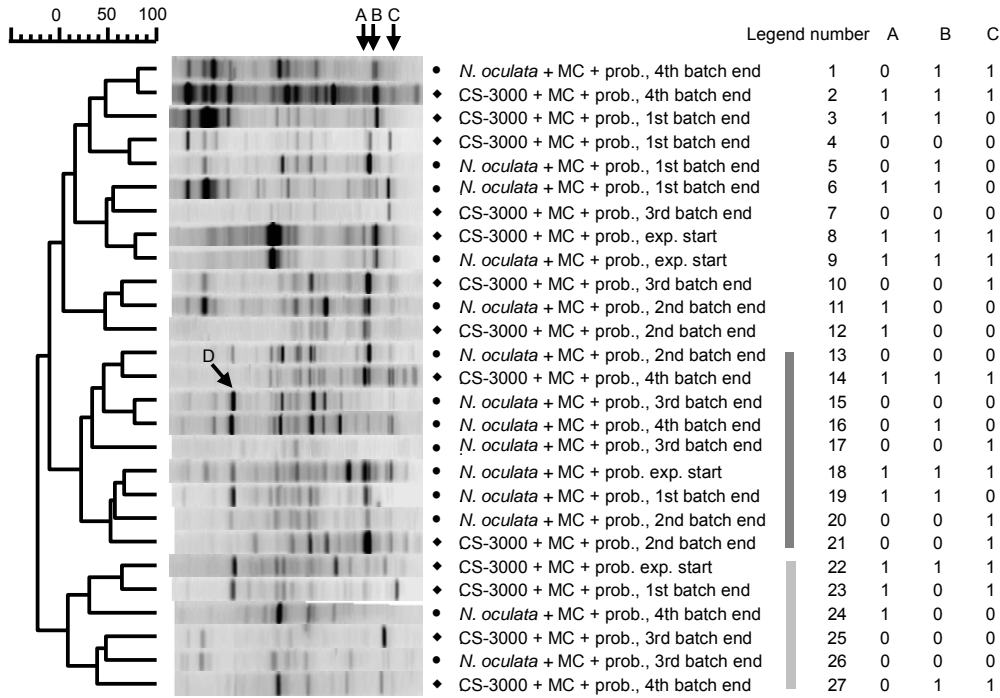 0 50 100 A B C
Legend number A B C
N. oculata + MC + prob., 4th batch end 1 0 1 1
CS-3000 + MC + prob., 4th batch end 2 1 1 1
CS-3000 + MC + prob., 1st batch end 3 1 1 0
CS-3000 + MC + prob., 1st batch end 4 0 0 0
N. oculata + MC + prob., 1st batch end 5 0 1 0
N. oculata + MC + prob., 1st batch end 6 1 1 0
CS-3000 + MC + prob., 3rd batch end 7 0 0 0
CS-3000 + MC + prob., exp. start 8 1 1 1
N. oculata + MC + prob., exp. start 9 1 1 1
CS-3000 + MC + prob., 3rd batch end 10 0 0 1
N. oculata + MC + prob., 2nd batch end 11 1 0 0
CS-3000 + MC + prob., 2nd batch end 12 1 0 0
N. oculata + MC + prob., 2nd batch end 13 0 0 0
D
CS-3000 + MC + prob., 4th batch end 14 1 1 1
N. oculata + MC + prob., 3rd batch end 15 0 0 0
N. oculata + MC + prob., 4th batch end 16 0 1 0
N. oculata + MC + prob., 3rd batch end 17 0 0 1
N. oculata + MC + prob. exp. start 18 1 1 1
N. oculata + MC + prob., 1st batch end 19 1 1 0
N. oculata + MC + prob., 2nd batch end 20 0 0 1
CS-3000 + MC + prob., 2nd batch end 21 0 0 1
CS-3000 + MC + prob. exp. start 22 1 1 1
CS-3000 + MC + prob., 1st batch end 23 1 0 1
N. oculata + MC + prob., 4th batch end 24 1 0 0
CS-3000 + MC + prob., 3rd batch end 25 0 0 0
N. oculata + MC + prob., 3rd batch end 26 0 0 0
CS-3000 + MC + prob., 4th batch end 27 0 1 1